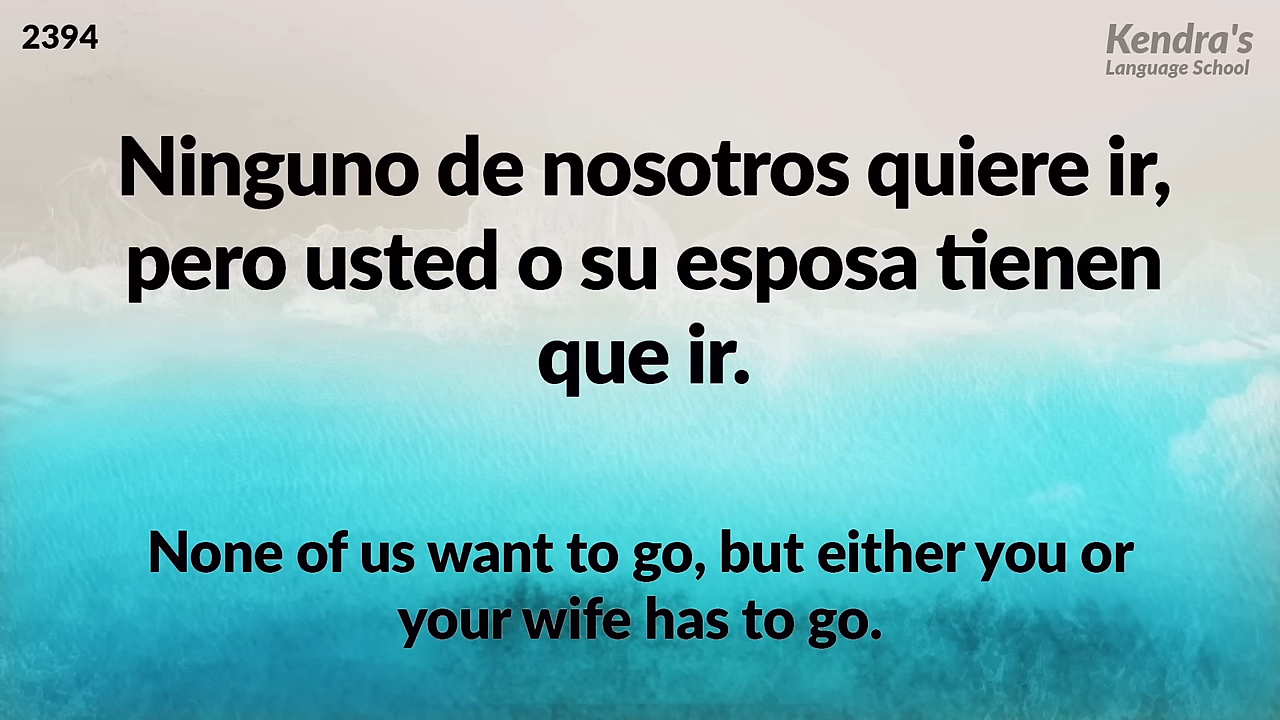 2394
Kendra's
Language School
Ninguno de nosotros quiere ir,
pero usted o su esposa tienen
que ir.
None of us want to go, but either you or
your wife has to go.